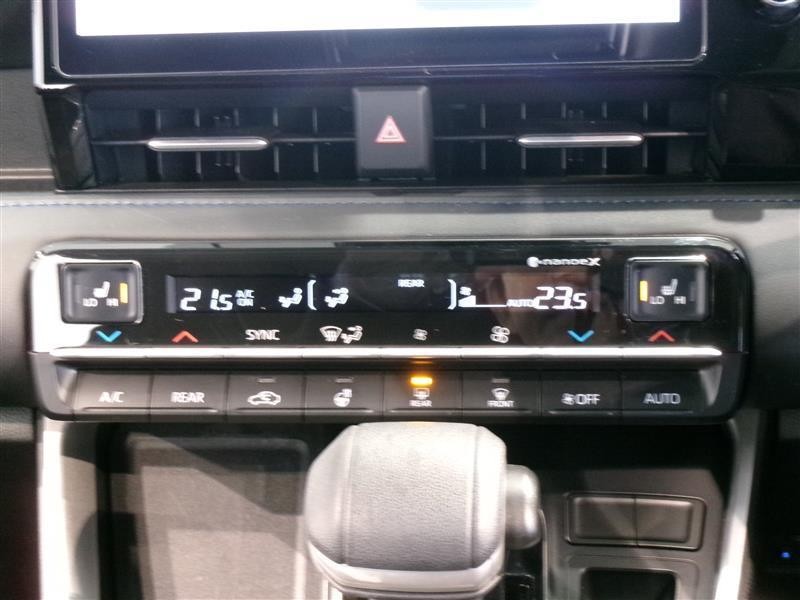 nanoeX
LO HI
21.5 A/C ON REAR AUTO 23.5
LO HI
SYNC
A/C REAR REAR FRONT OFF AUTO